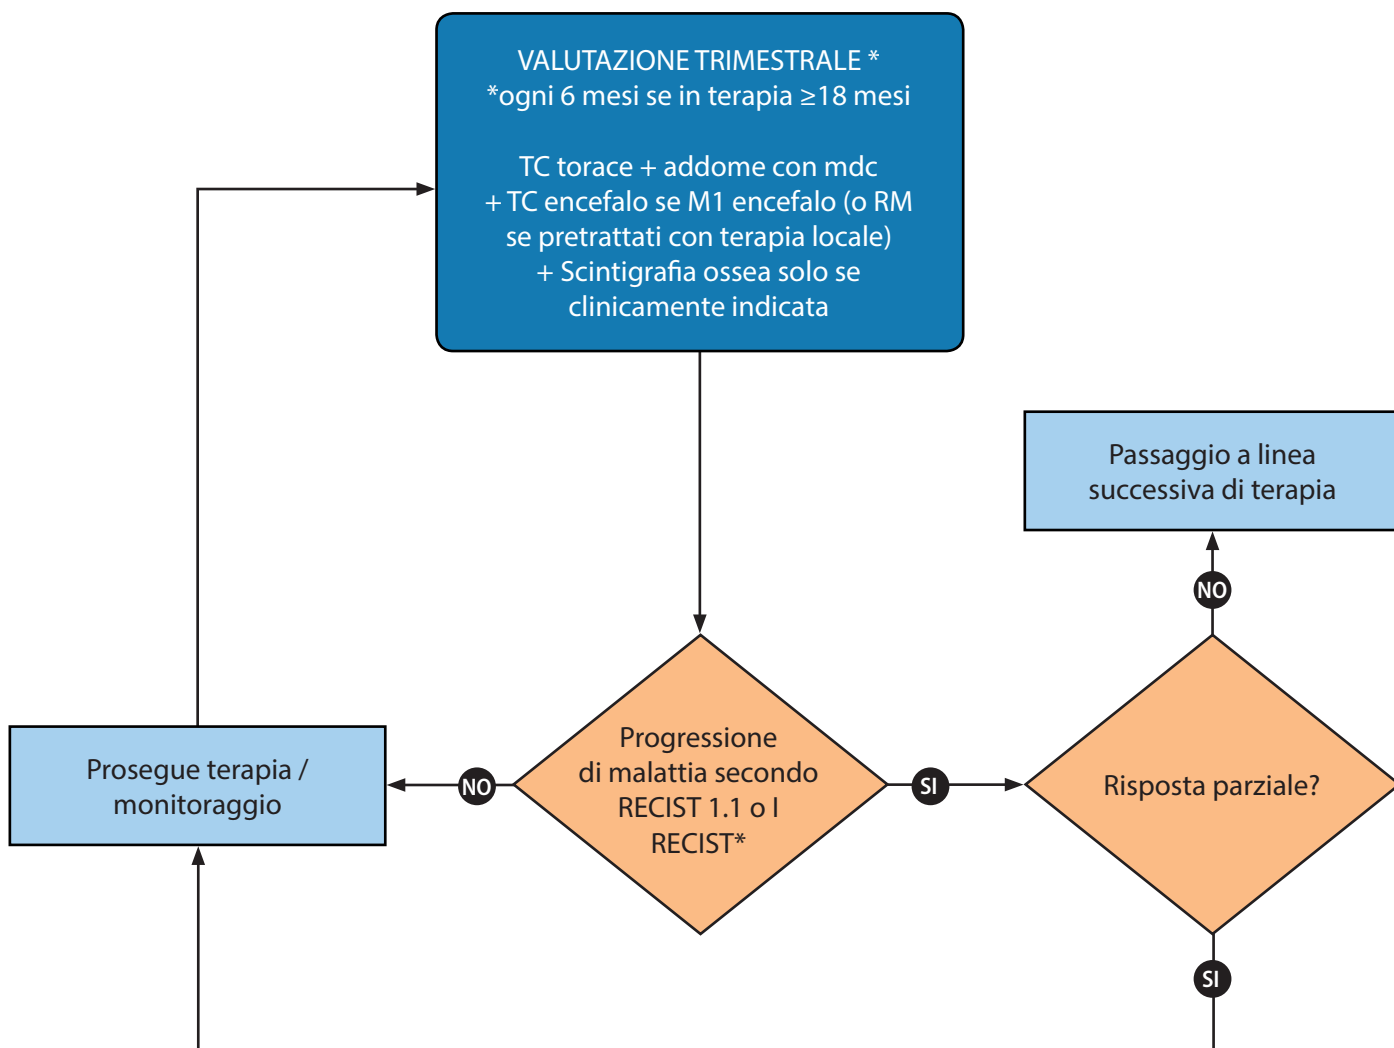 VALUTAZIONE TRIMESTRALE *
*ogni 6 mesi se in terapia ≥18 mesi
TC torace + addome con mdc
+ TC encefalo se M1 encefalo (o RM
se pretrattati con terapia locale)
+ Scintigrafia ossea solo se
clinicamente indicata
Passaggio a linea
successiva di terapia
NO
Prosegue terapia /
monitoraggio
NO
Progressione
di malattia secondo
RECIST 1.1 o I
RECIST*
SI
Risposta parziale?
SI